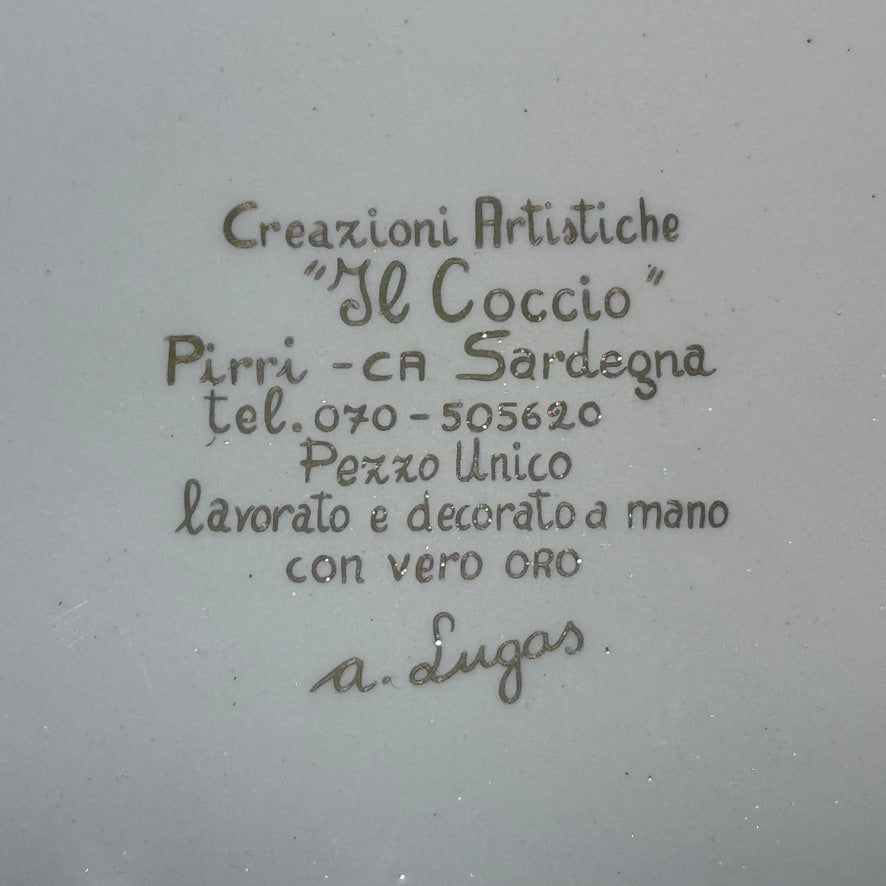 Creazioni Artistiche
"Il Coccio"
Pirri - CA Sardegna
tel. 070 - 505620
Pezzo Unico
lavorato e decorato a mano
con vero ORO
a. Lugas